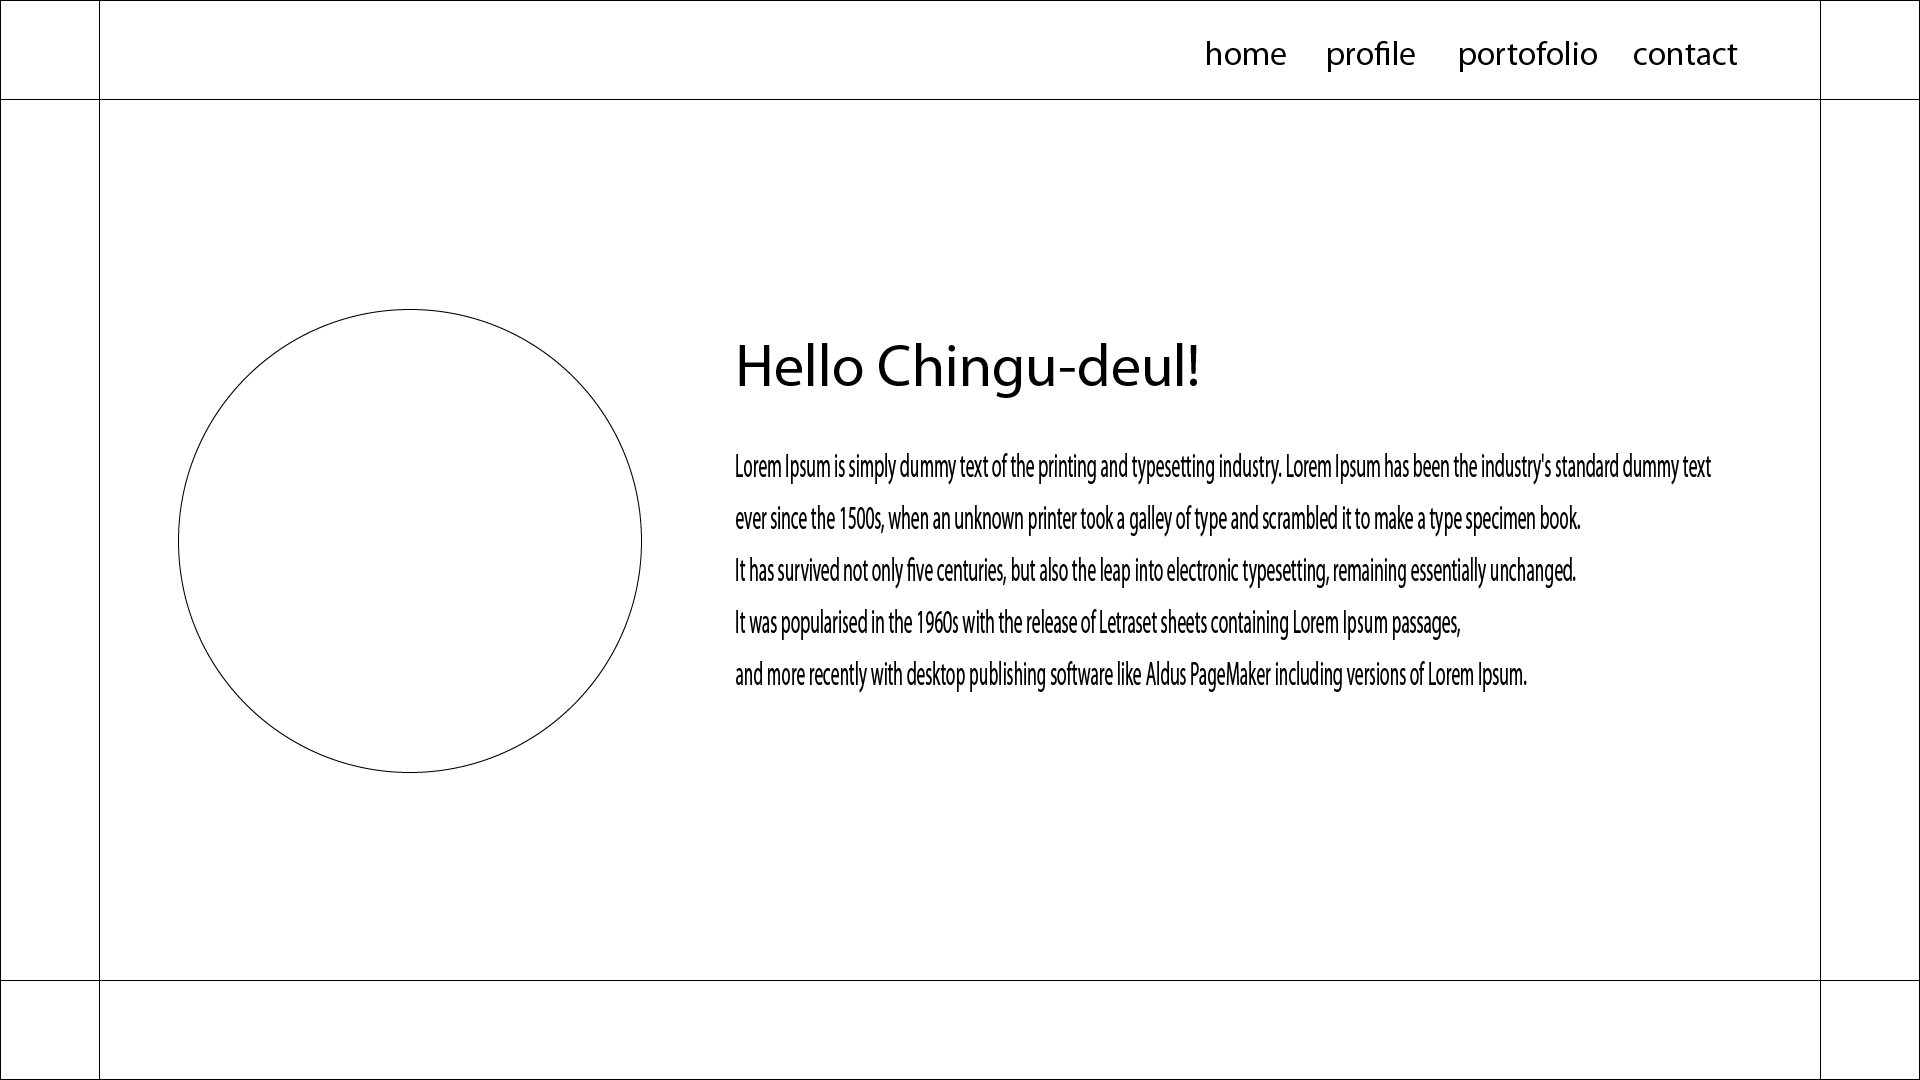 home profile portofolio contact
Hello Chingu-deul!
Lorem Ipsum is simply dummy text of the printing and typesetting industry. Lorem Ipsum has been the industry's standard dummy text
ever since the 1500s, when an unknown printer took a galley of type and scrambled it to make a type specimen book.
It has survived not only five centuries, but also the leap into electronic typesetting, remaining essentially unchanged.
It was popularised in the 1960s with the release of Letraset sheets containing Lorem Ipsum passages,
and more recently with desktop publishing software like Aldus PageMaker including versions of Lorem Ipsum.